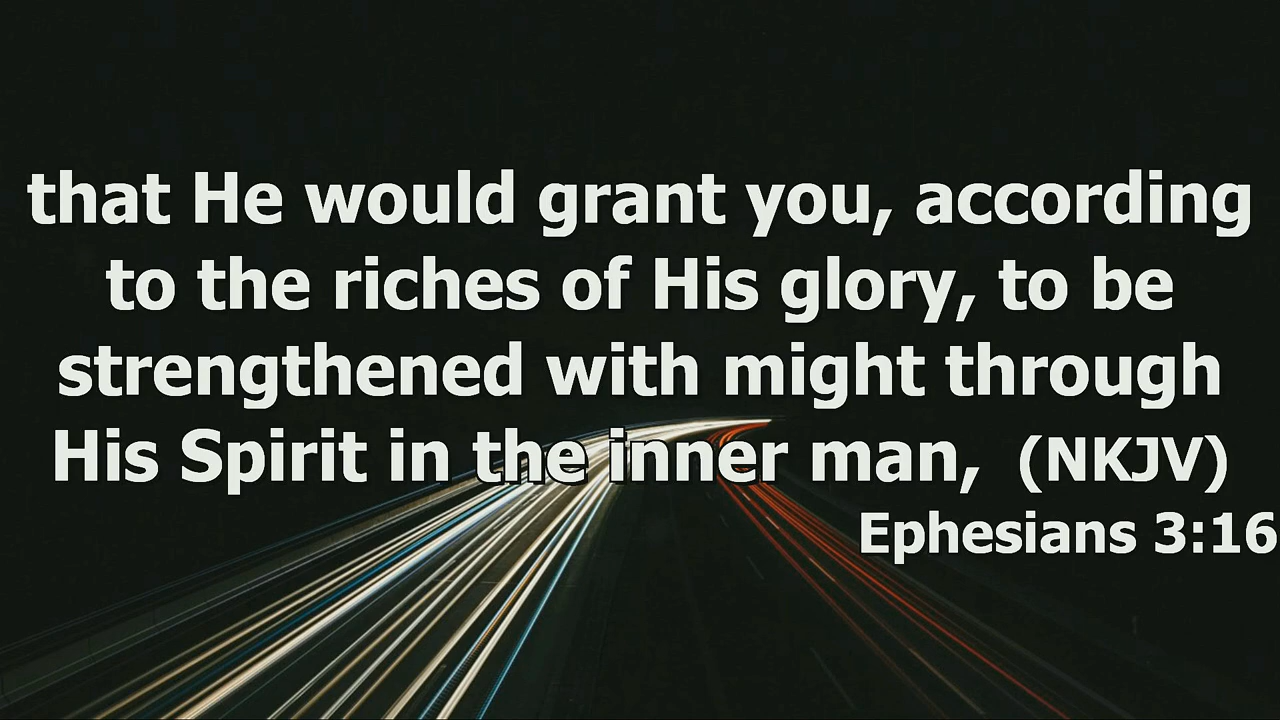 that He would grant you, according
to the riches of His glory, to be
strengthened with might through
His Spirit in the inner man,  (NKJV)
Ephesians 3:16